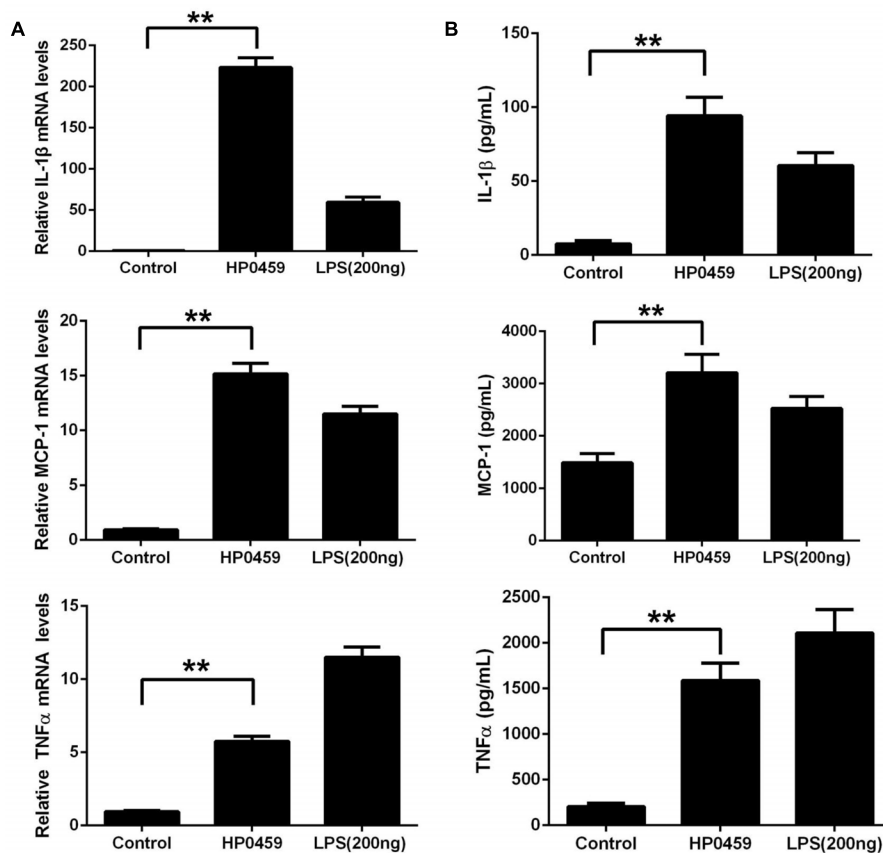 A
**
Relative IL-1β mRNA levels
250
200
150
100
50
0
Control HP0459 LPS(200ng)
B
**
IL-1β (pg/mL)
150
100
50
0
Control HP0459 LPS(200ng)
**
Relative MCP-1 mRNA levels
20
15
10
5
0
Control HP0459 LPS(200ng)
**
MCP-1 (pg/mL)
4000
3000
2000
1000
0
Control HP0459 LPS(200ng)
**
Relative TNFα mRNA levels
15
10
5
0
Control HP0459 LPS(200ng)
**
TNFα (pg/mL)
2500
2000
1500
1000
500
0
Control HP0459 LPS(200ng)